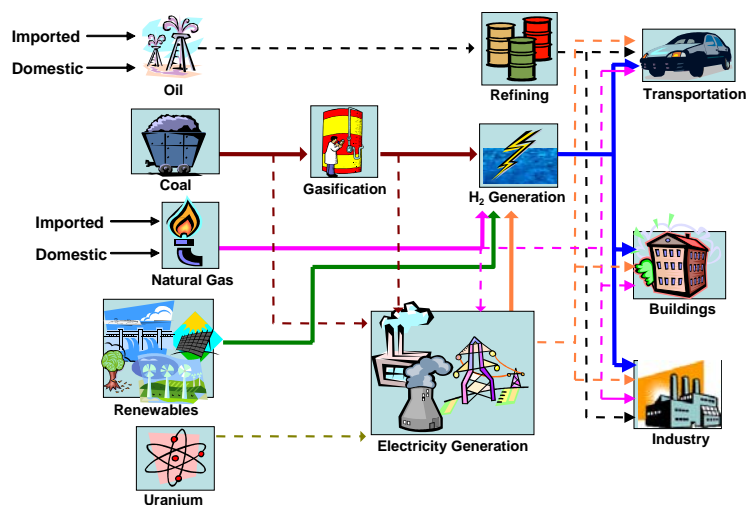 Imported
Domestic
Oil
Refining
Transportation
Coal
Gasification
H₂ Generation
Imported
Domestic
Natural Gas
Buildings
Renewables
Electricity Generation
Industry
Uranium